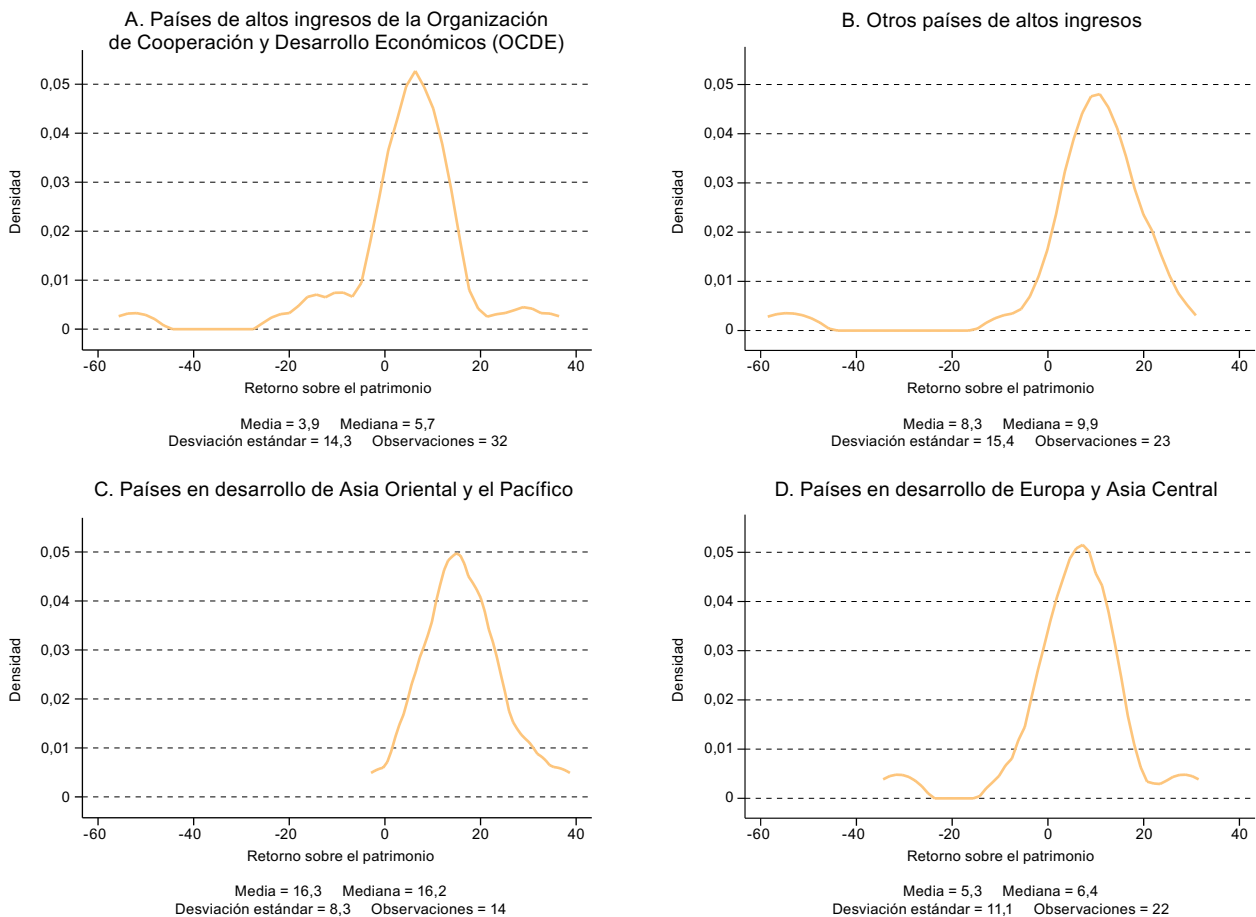 A. Países de altos ingresos de la Organización
de Cooperación y Desarrollo Económicos (OCDE)
Densidad
0,05
0,04
0,03
0,02
0,01
0
-60 -40 -20 0 20 40
Retorno sobre el patrimonio
Media = 3,9 Mediana = 5,7
Desviación estándar = 14,3 Observaciones = 32
B. Otros países de altos ingresos
Densidad
0,05
0,04
0,03
0,02
0,01
0
-60 -40 -20 0 20 40
Retorno sobre el patrimonio
Media = 8,3 Mediana = 9,9
Desviación estándar = 15,4 Observaciones = 23
C. Países en desarrollo de Asia Oriental y el Pacífico
Densidad
0,05
0,04
0,03
0,02
0,01
0
-60 -40 -20 0 20 40
Retorno sobre el patrimonio
Media = 16,3 Mediana = 16,2
Desviación estándar = 8,3 Observaciones = 14
D. Países en desarrollo de Europa y Asia Central
Densidad
0,05
0,04
0,03
0,02
0,01
0
-60 -40 -20 0 20 40
Retorno sobre el patrimonio
Media = 5,3 Mediana = 6,4
Desviación estándar = 11,1 Observaciones = 22